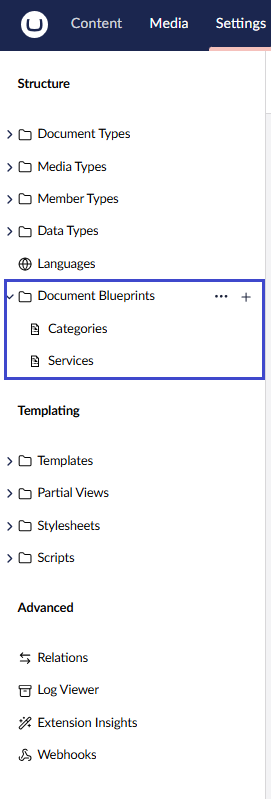 Content Media Settings
Structure
Document Types
Media Types
Member Types
Data Types
Languages
Document Blueprints
Categories
Services
Templating
Templates
Partial Views
Stylesheets
Scripts
Advanced
Relations
Log Viewer
Extension Insights
Webhooks